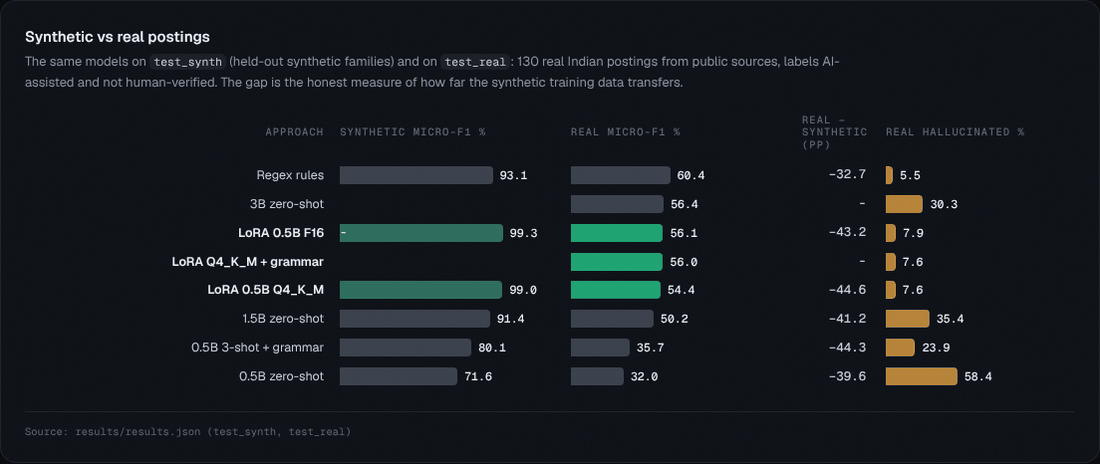 Synthetic vs real postings
The same models on test_synth (held-out synthetic families) and on test_real: 130 real Indian postings from public sources, labels AI-
assisted and not human-verified. The gap is the honest measure of how far the synthetic training data transfers.
APPROACH SYNTHETIC MICRO-F1 % REAL MICRO-F1 % REAL − SYNTHETIC (PP) REAL HALLUCINATED %
Regex rules 93.1 60.4 −32.7 5.5
3B zero-shot 56.4 - 30.3
LoRA 0.5B F16 - 99.3 56.1 −43.2 7.9
LoRA Q4_K_M + grammar 56.0 - 7.6
LoRA 0.5B Q4_K_M 99.0 54.4 −44.6 7.6
1.5B zero-shot 91.4 50.2 −41.2 35.4
0.5B 3-shot + grammar 80.1 35.7 −44.3 23.9
0.5B zero-shot 71.6 32.0 −39.6 58.4
Source: results/results.json (test_synth, test_real)